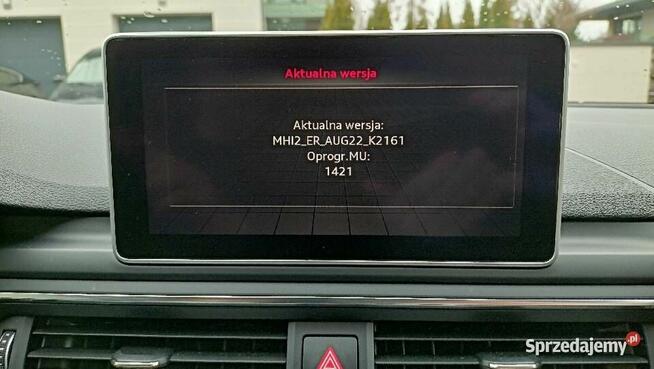 Aktualna wersja
Aktualna wersja:
MHI2_ER_AUG22_K2161
Oprogr.MU:
1421
Sprzedajemy.pl